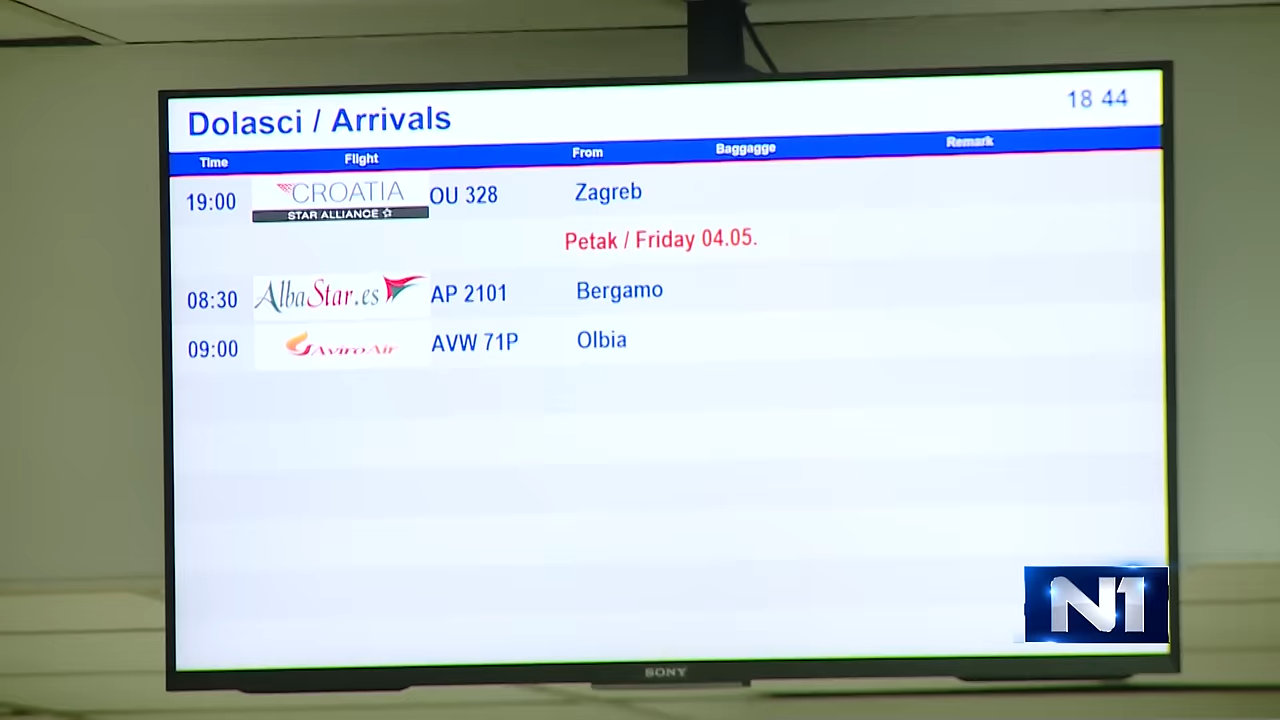 Dolasci / Arrivals 18 44
Time Flight From Baggagge Remark
19:00 CROATIA OU 328 Zagreb
STAR ALLIANCE
Petak / Friday 04.05.
08:30 AlbaStar.es AP 2101 Bergamo
09:00 AviroAir AVW 71P Olbia
N1
SONY